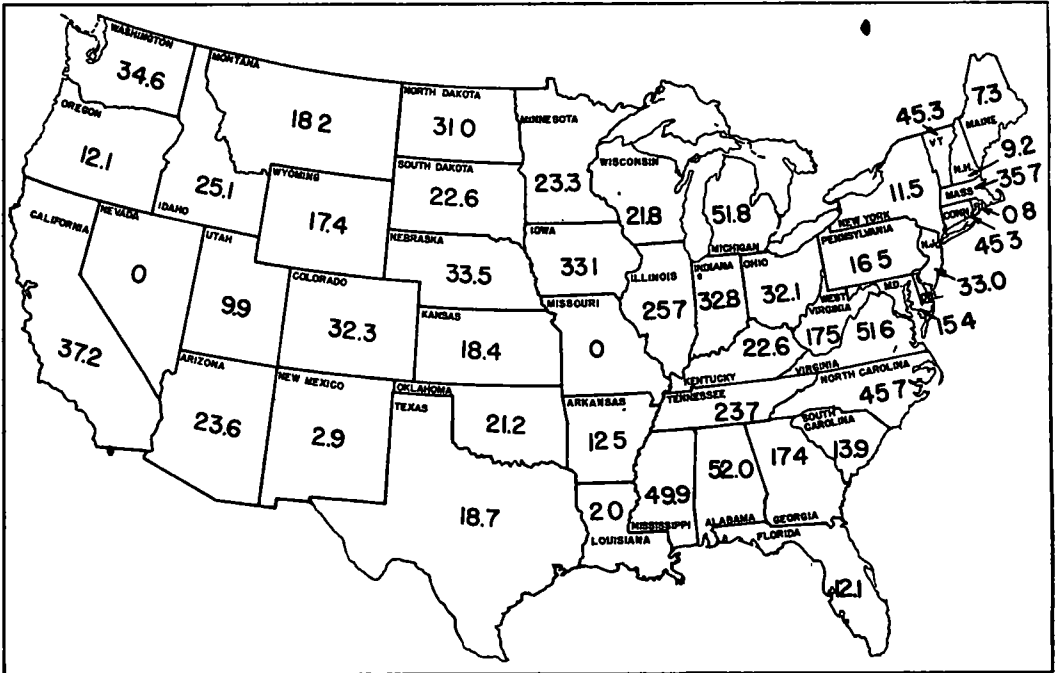 WASHINGTON
34.6
OREGON
12.1
CALIFORNIA
37.2
NEVADA
0
IDAHO
25.1
MONTANA
18 2
WYOMING
17.4
UTAH
9.9
COLORADO
32.3
ARIZONA
23.6
NEW MEXICO
2.9
NORTH DAKOTA
31 0
SOUTH DAKOTA
22.6
NEBRASKA
33.5
KANSAS
18.4
OKLAHOMA
21.2
TEXAS
18.7
MINNESOTA
23.3
IOWA
33 1
MISSOURI
0
ARKANSAS
12 5
LOUISIANA
2 0
WISCONSIN
21.8
ILLINOIS
25 7
MICHIGAN
51.8
INDIANA
32.8
OHIO
32.1
KENTUCKY
22.6
TENNESSEE
23 7
MISSISSIPPI
49.9
ALABAMA
52.0
GEORGIA
17 4
FLORIDA
12.1
SOUTH
CAROLINA
13.9
NORTH CAROLINA
45 7
VIRGINIA
51 6
WEST
VIRGINIA
17 5
MD.
15 4
PENNSYLVANIA
16 5
N.J.
33.0
NEW YORK
11.5
CONN
45 3
R.I.
0 8
MASS
35 7
VT
45.3
N.H.
9.2
MAINE
7.3